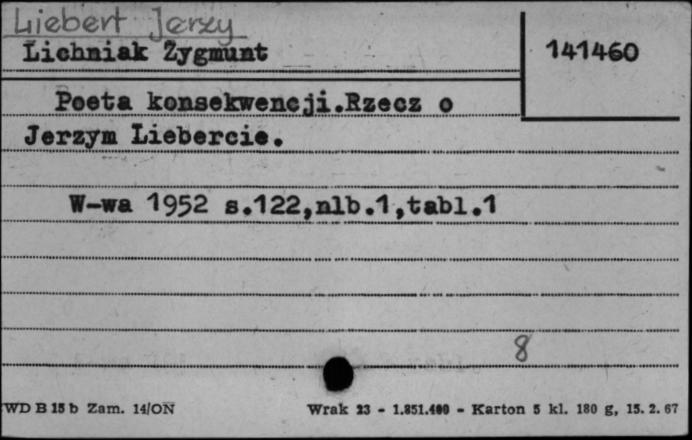 Liebert Jerzy
Lichniak Zygmunt
141460
Poeta konsekwencji.Rzecz o
Jerzym Liebercie.
W-wa 1952 s.122,nlb.1,tabl.1
8
WD B 15 b Zam. 14/ON Wrak 23 - 1.851.400 - Karton 5 kl. 180 g, 15. 2. 67